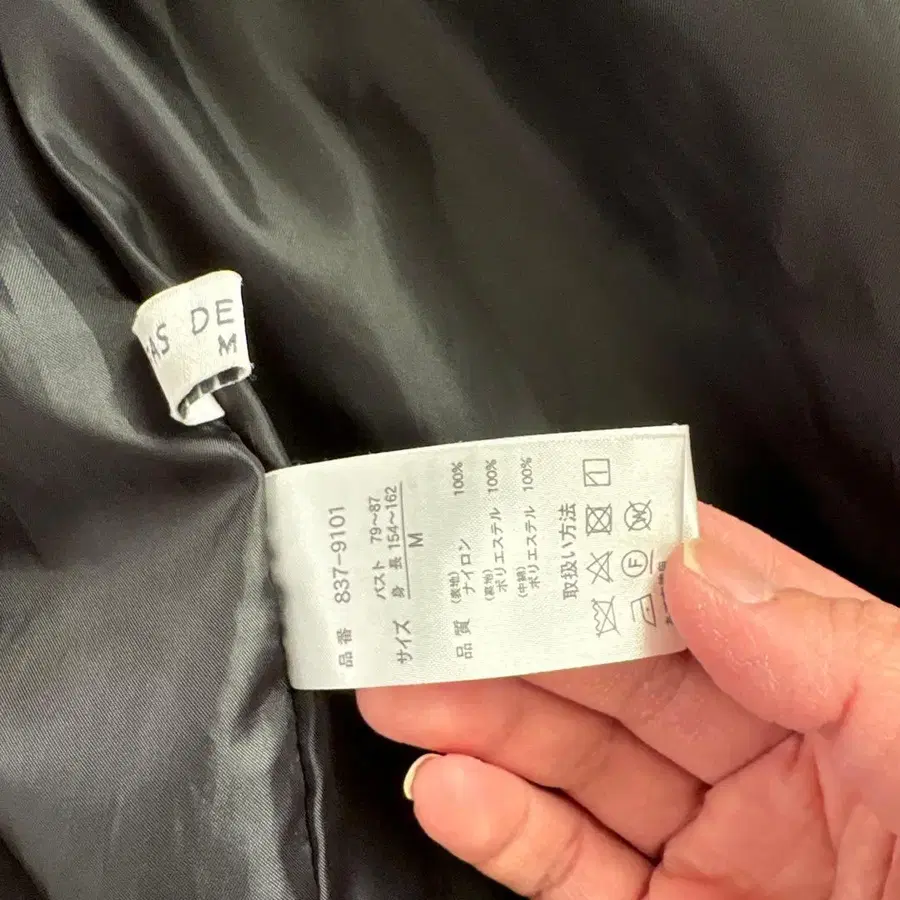 AS DE
M
品番 837-9101
サイズ バスト 79～87
身長 154～162
M
品質 (表地)
ナイロン 100%
(裏地)
ポリエステル 100%
(中綿)
ポリエステル 100%
取扱い方法
F
W